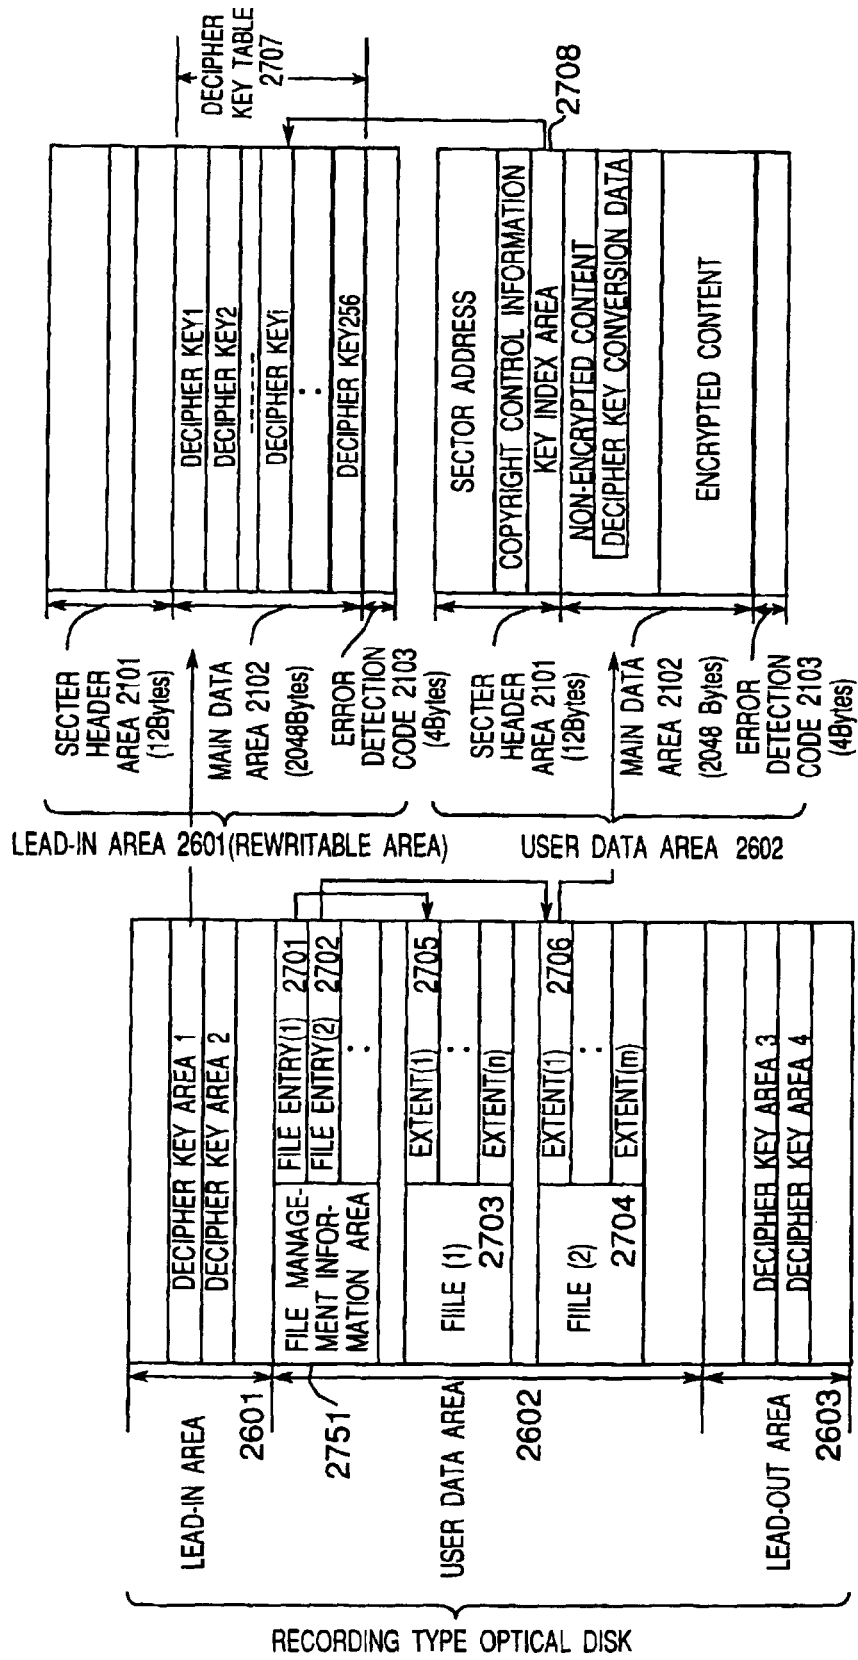 RECORDING TYPE OPTICAL DISK
LEAD-IN AREA
2601
DECIPHER KEY AREA 1
DECIPHER KEY AREA 2
USER DATA AREA
2602
2751
FILE MANAGE-
MENT INFOR-
MATION AREA
FILE ENTRY(1) 2701
FILE ENTRY(2) 2702
FIILE (1)
2703
EXTENT(1) 2705
EXTENT(n)
FIILE (2)
2704
EXTENT(1) 2706
EXTENT(m)
LEAD-OUT AREA
2603
DECIPHER KEY AREA 3
DECIPHER KEY AREA 4
LEAD-IN AREA 2601(REWRITABLE AREA)
SECTER
HEADER
AREA 2101
(12Bytes)
MAIN DATA
AREA 2102
(2048Bytes)
ERROR
DETECTION
CODE 2103
(4Bytes)
DECIPHER KEY1
DECIPHER KEY2
DECIPHER KEYi
DECIPHER KEY256
DECIPHER
KEY TABLE
2707
USER DATA AREA 2602
SECTER
HEADER
AREA 2101
(12Bytes)
MAIN DATA
AREA 2102
(2048 Bytes)
ERROR
DETECTION
CODE 2103
(4Bytes)
SECTOR ADDRESS
COPYRIGHT CONTROL INFORMATION
KEY INDEX AREA
2708
NON-ENCRYPTED CONTENT
DECIPHER KEY CONVERSION DATA
ENCRYPTED CONTENT